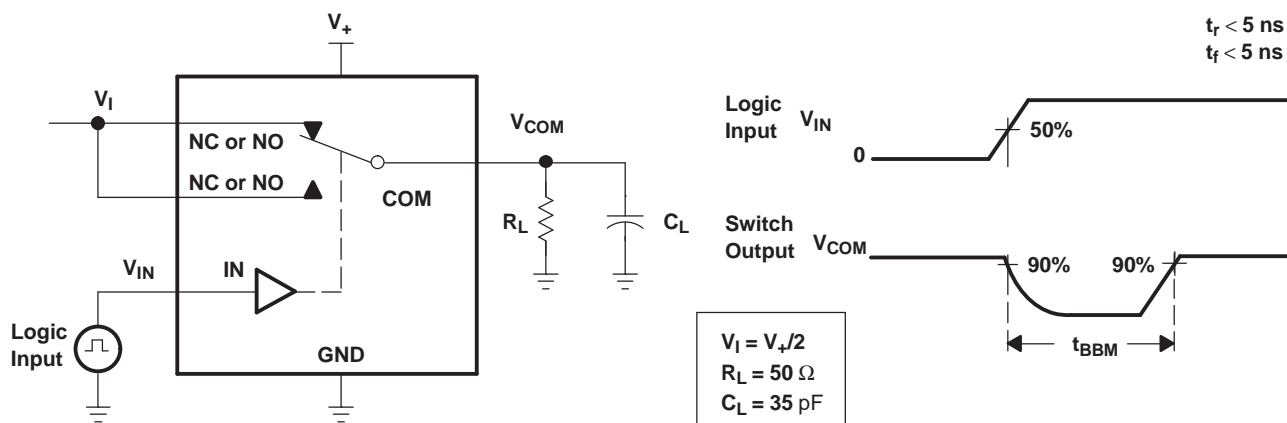 V+
VI
NC or NO
NC or NO
COM
VCOM
RL
CL
VIN
IN
Logic
Input
GND
tr < 5 ns
tf < 5 ns
Logic
Input
VIN
50%
0
Switch
Output
VCOM
90%
90%
tBBM
VI = V+/2
RL = 50 Ω
CL = 35 pF